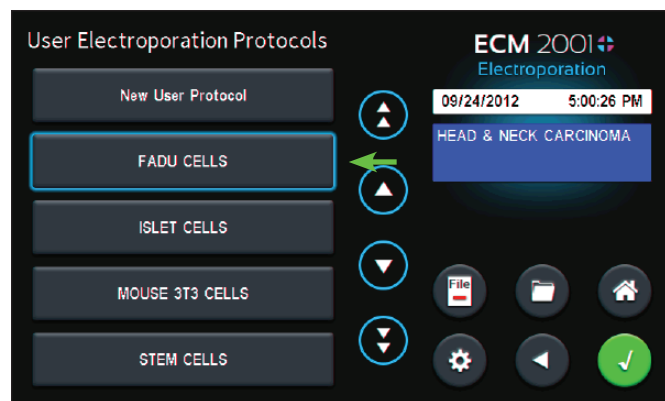 User Electroporation Protocols
New User Protocol
FADU CELLS
ISLET CELLS
MOUSE 3T3 CELLS
STEM CELLS
ECM 2001
Electroporation
09/24/2012 5:00:26 PM
HEAD & NECK CARCINOMA
File